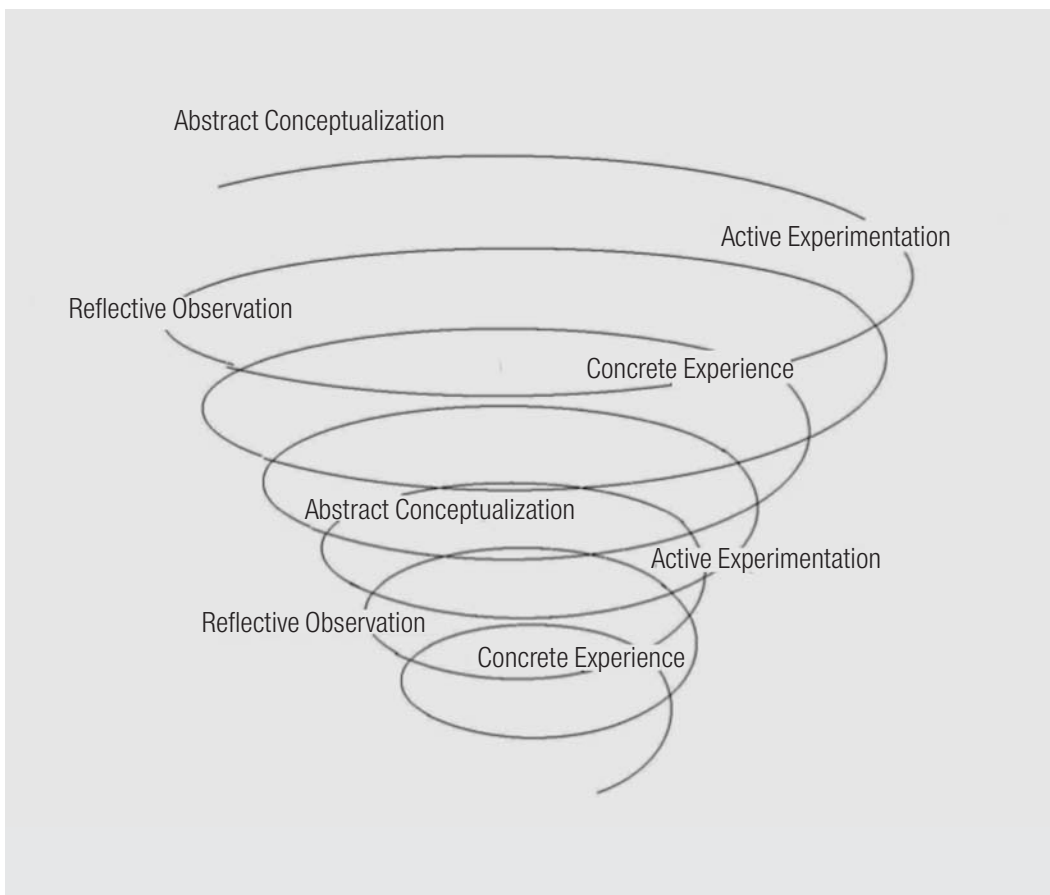 Abstract Conceptualization
Active Experimentation
Reflective Observation
Concrete Experience
Abstract Conceptualization
Active Experimentation
Reflective Observation
Concrete Experience